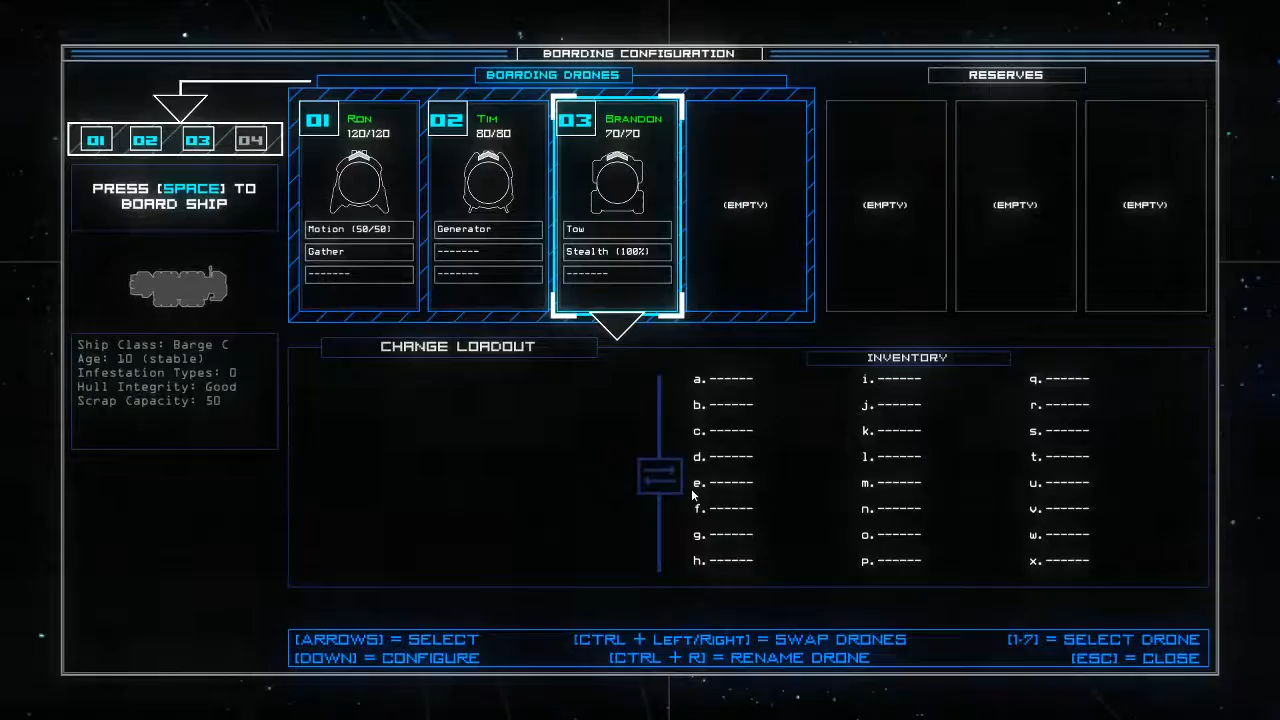 BOARDING CONFIGURATION
BOARDING DRONES
RESERVES
01 02 03 04
PRESS [SPACE] TO
BOARD SHIP
Ship Class: Barge C
Age: 10 (stable)
Infestation Types: 0
Hull Integrity: Good
Scrap Capacity: 50
01 Ron
120/120
Motion (50/50)
Gather
-------
02 Tim
80/80
Generator
-------
-------
03 Brandon
70/70
Tow
Stealth (100%)
-------
(EMPTY)
(EMPTY)
(EMPTY)
(EMPTY)
CHANGE LOADOUT
INVENTORY
a.------ i.------ q.------
b.------ j.------ r.------
c.------ k.------ s.------
d.------ l.------ t.------
e.------ m.------ u.------
f.------ n.------ v.------
g.------ o.------ w.------
h.------ p.------ x.------
[ARROWS] = SELECT [CTRL + LEFT/RIGHT] = SWAP DRONES [1-7] = SELECT DRONE
[DOWN] = CONFIGURE [CTRL + R] = RENAME DRONE [ESC] = CLOSE